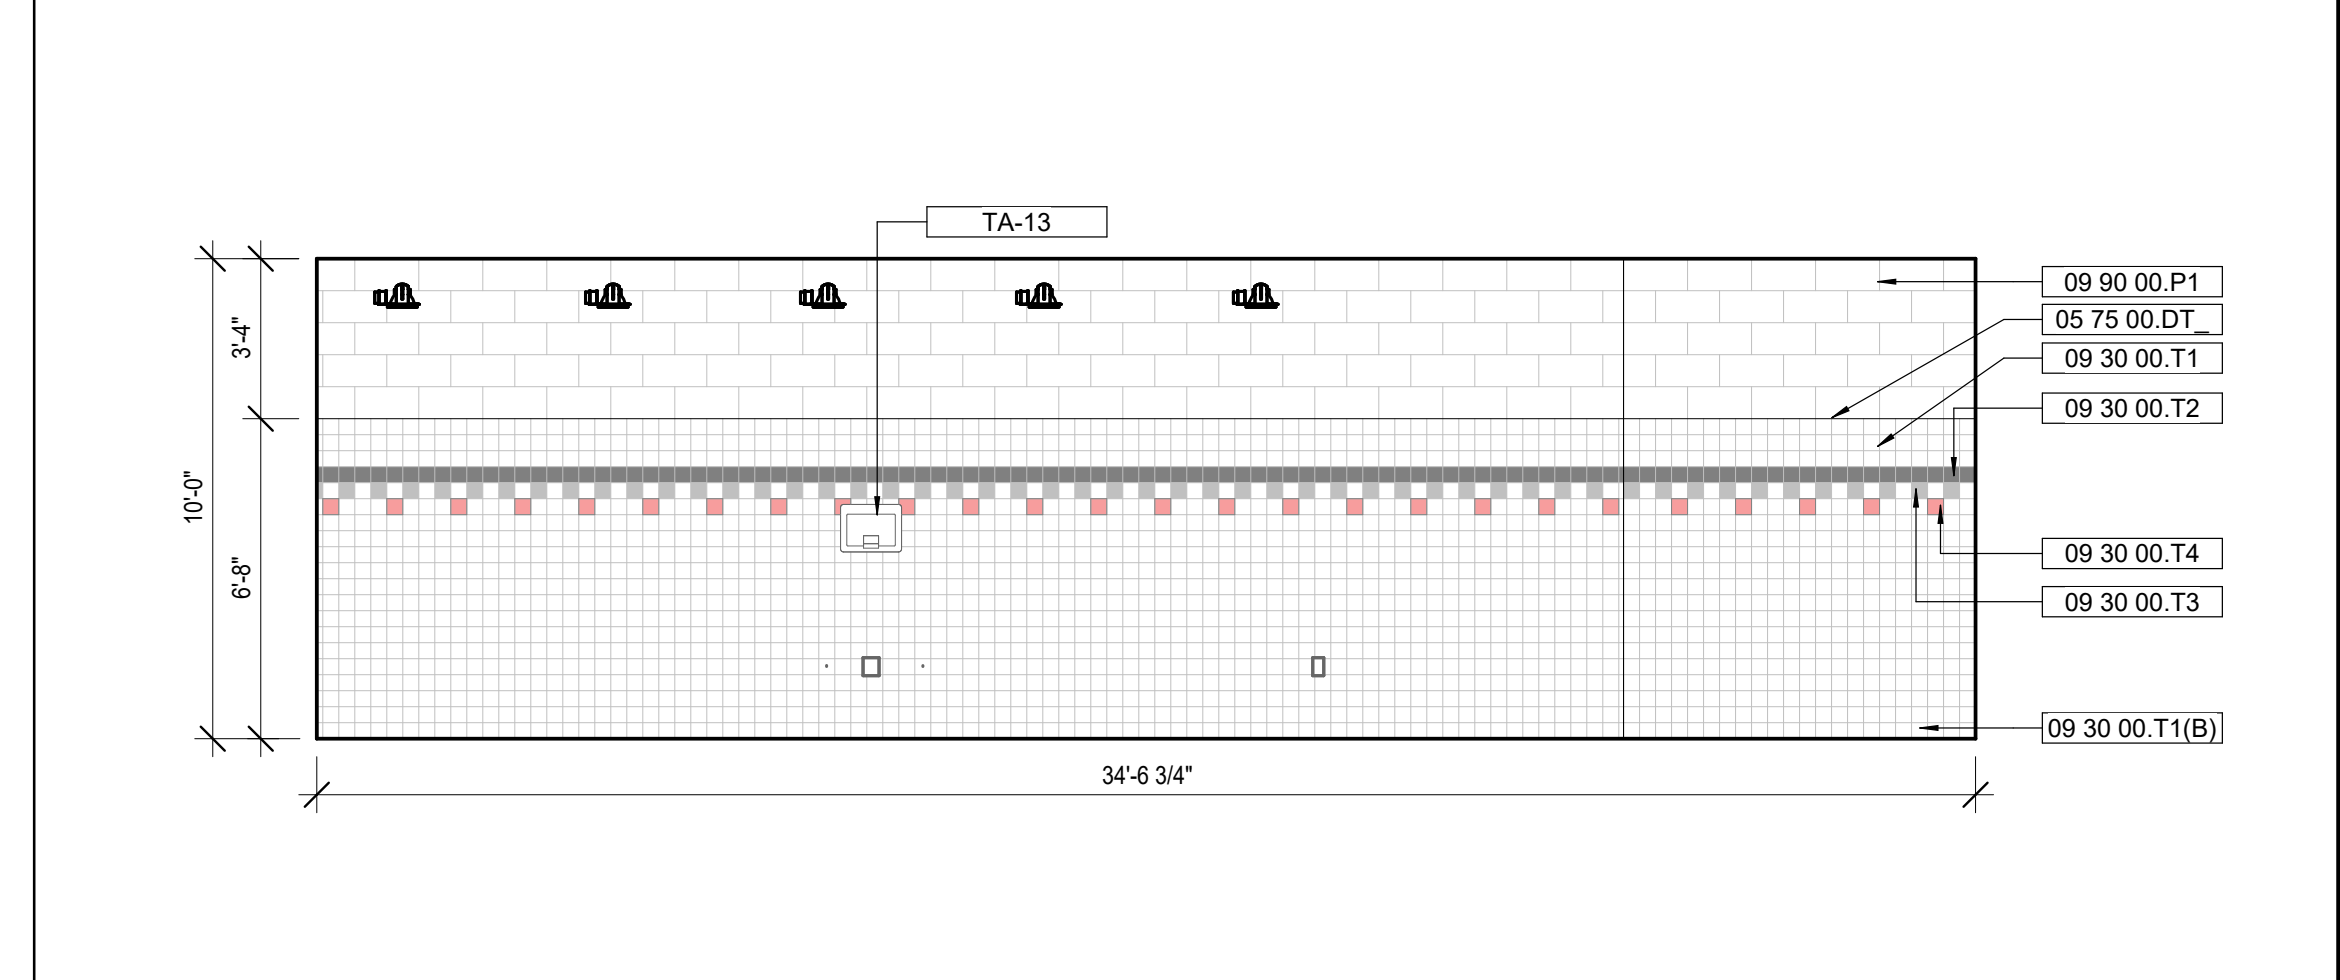 TA-13
09 90 00.P1
05 75 00.DT_
09 30 00.T1
09 30 00.T2
3'-4"
10'-0"
6'-8"
09 30 00.T4
09 30 00.T3
09 30 00.T1(B)
34'-6 3/4"